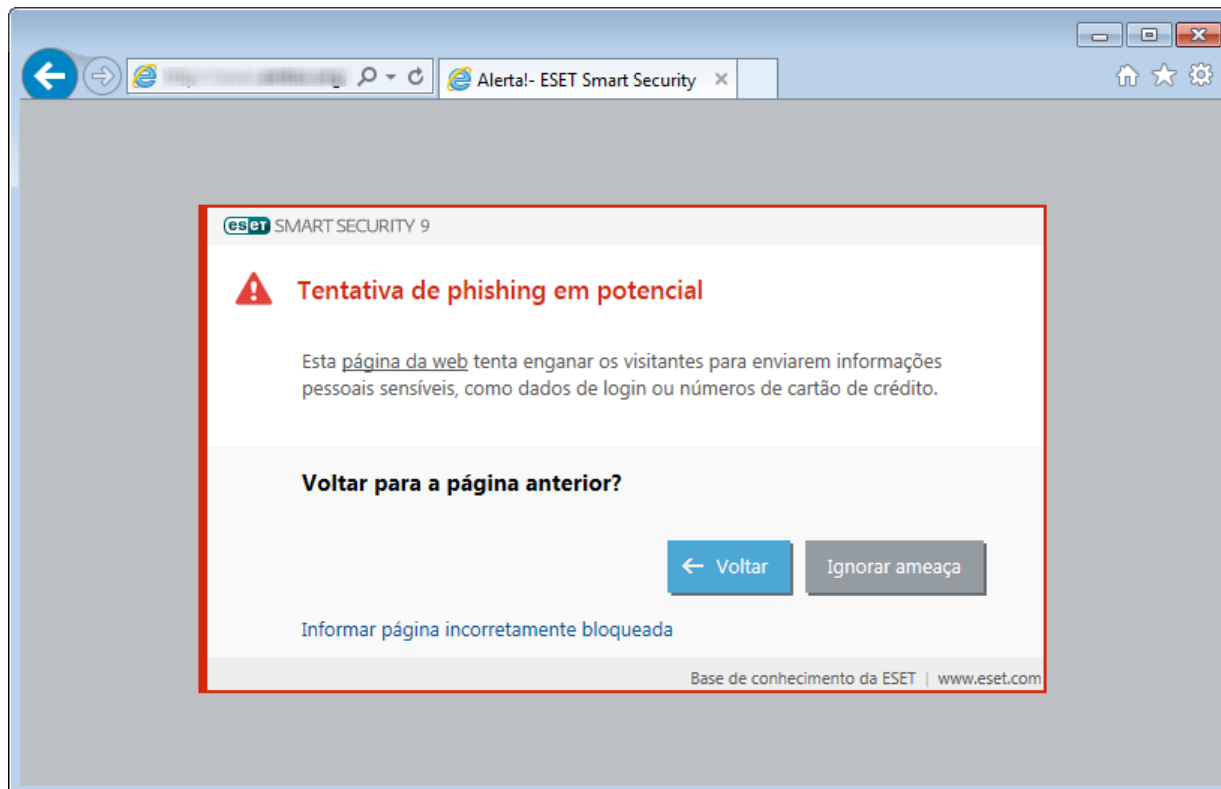 Alerta!- ESET Smart Security
eset SMART SECURITY 9
Tentativa de phishing em potencial
Esta página da web tenta enganar os visitantes para enviarem informações
pessoais sensíveis, como dados de login ou números de cartão de crédito.
Voltar para a página anterior?
Voltar
Ignorar ameaça
Informar página incorretamente bloqueada
Base de conhecimento da ESET | www.eset.com